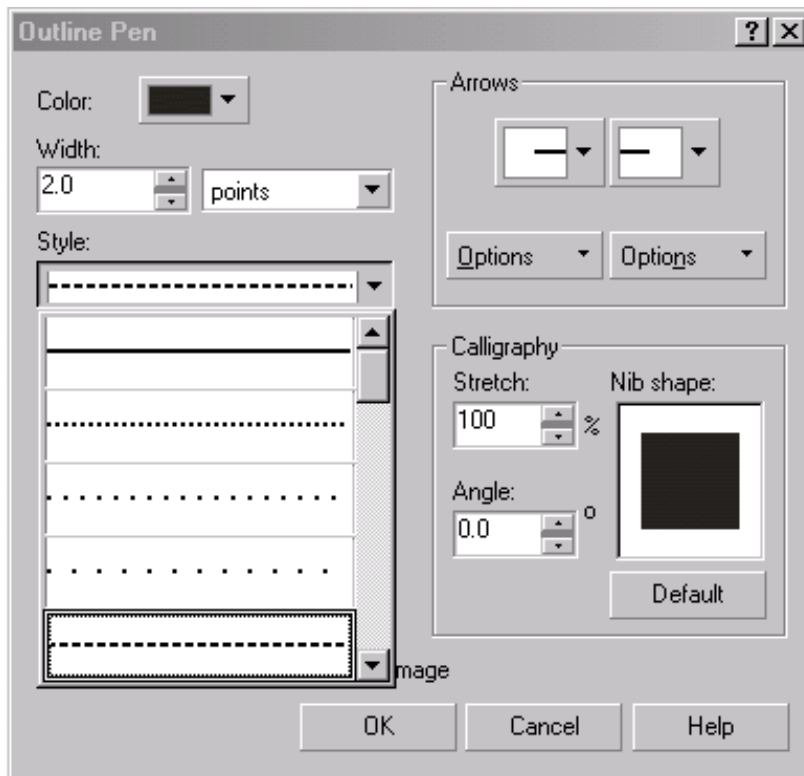 Outline Pen
Color:
Width:
2.0
points
Style:
Arrows
Options
Options
Calligraphy
Stretch:
100
%
Nib shape:
Angle:
0.0
o
Default
mage
OK
Cancel
Help